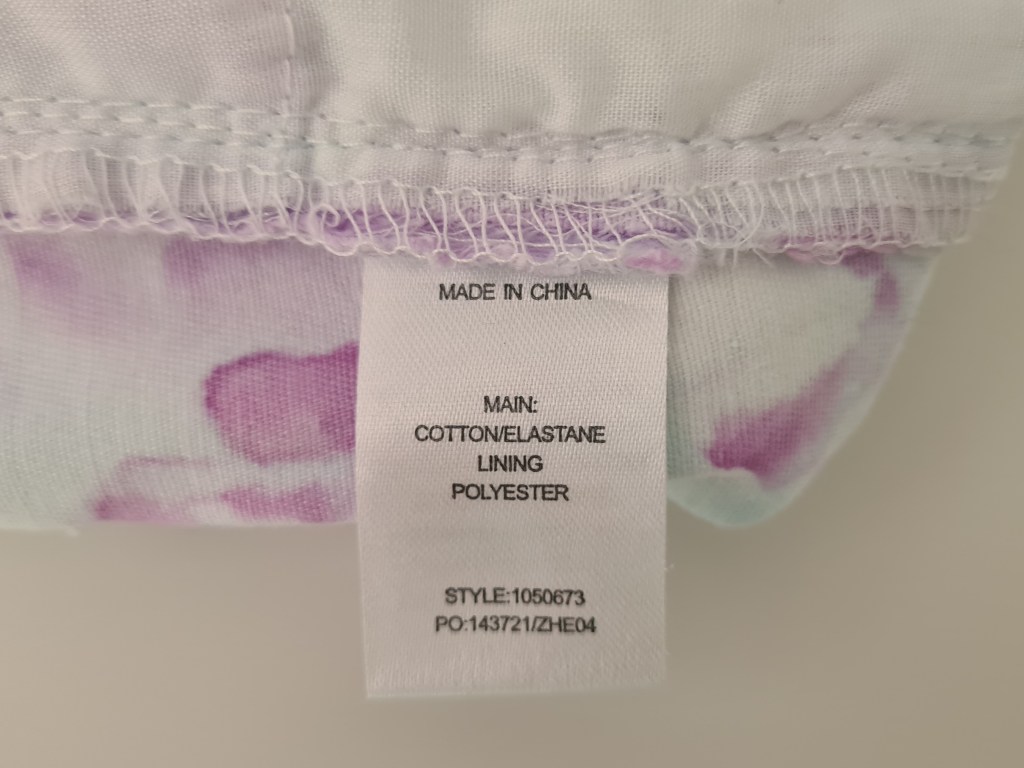 MADE IN CHINA
MAIN:
COTTON/ELASTANE
LINING
POLYESTER
STYLE:1050673
PO:143721/ZHE04